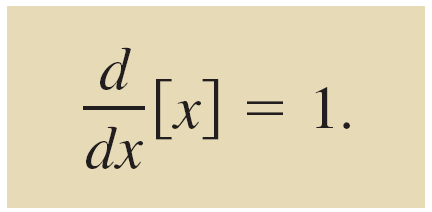 d/dx [x] = 1.